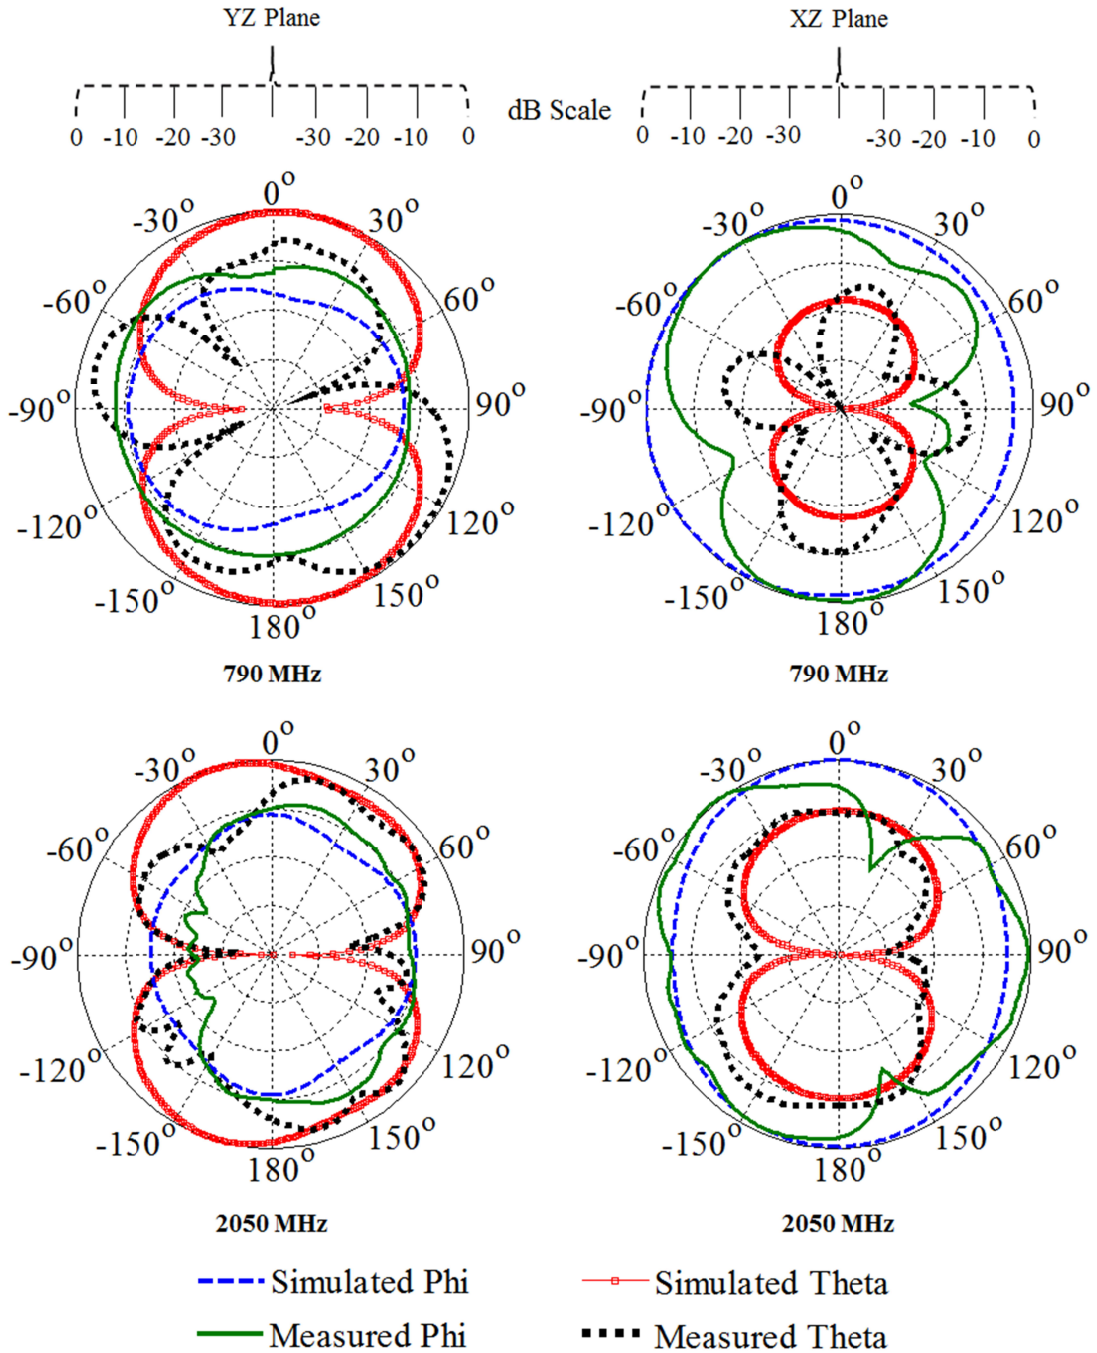 YZ Plane XZ Plane
dB Scale
0 -10 -20 -30 -30 -20 -10 0 0 -10 -20 -30 -30 -20 -10 0
0° 0°
-30° 30° -30° 30°
-60° 60° -60° 60°
-90° 90° -90° 90°
-120° 120° -120° 120°
-150° 150° -150° 150°
180° 180°
790 MHz 790 MHz
0° 0°
-30° 30° -30° 30°
-60° 60° -60° 60°
-90° 90° -90° 90°
-120° 120° -120° 120°
-150° 150° -150° 150°
180° 180°
2050 MHz 2050 MHz
Simulated Phi Simulated Theta
Measured Phi Measured Theta